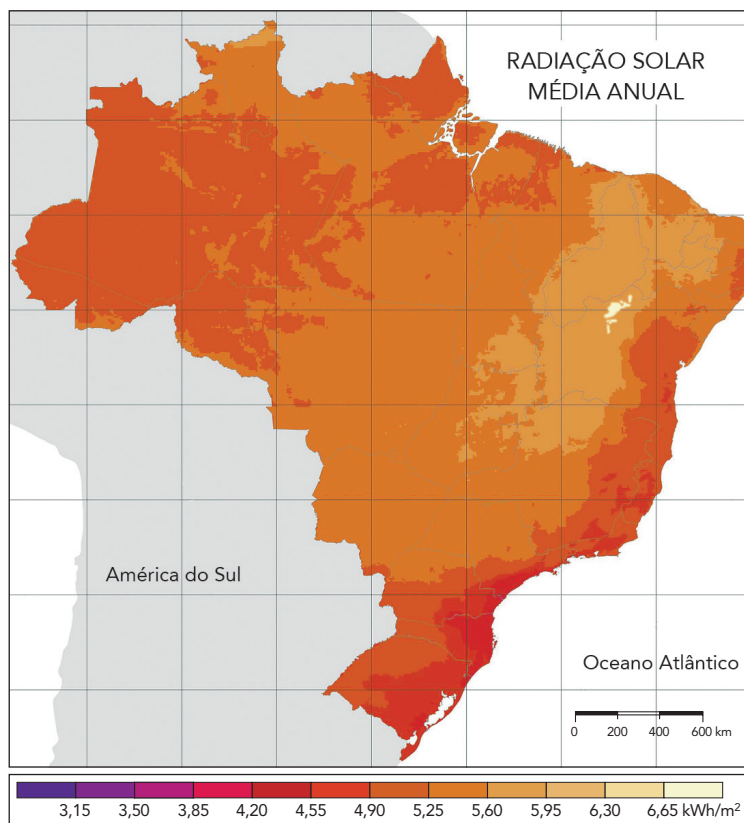 RADIAÇÃO SOLAR
MÉDIA ANUAL
América do Sul
Oceano Atlântico
0 200 400 600 km
3,15 3,50 3,85 4,20 4,55 4,90 5,25 5,60 5,95 6,30 6,65 kWh/m²